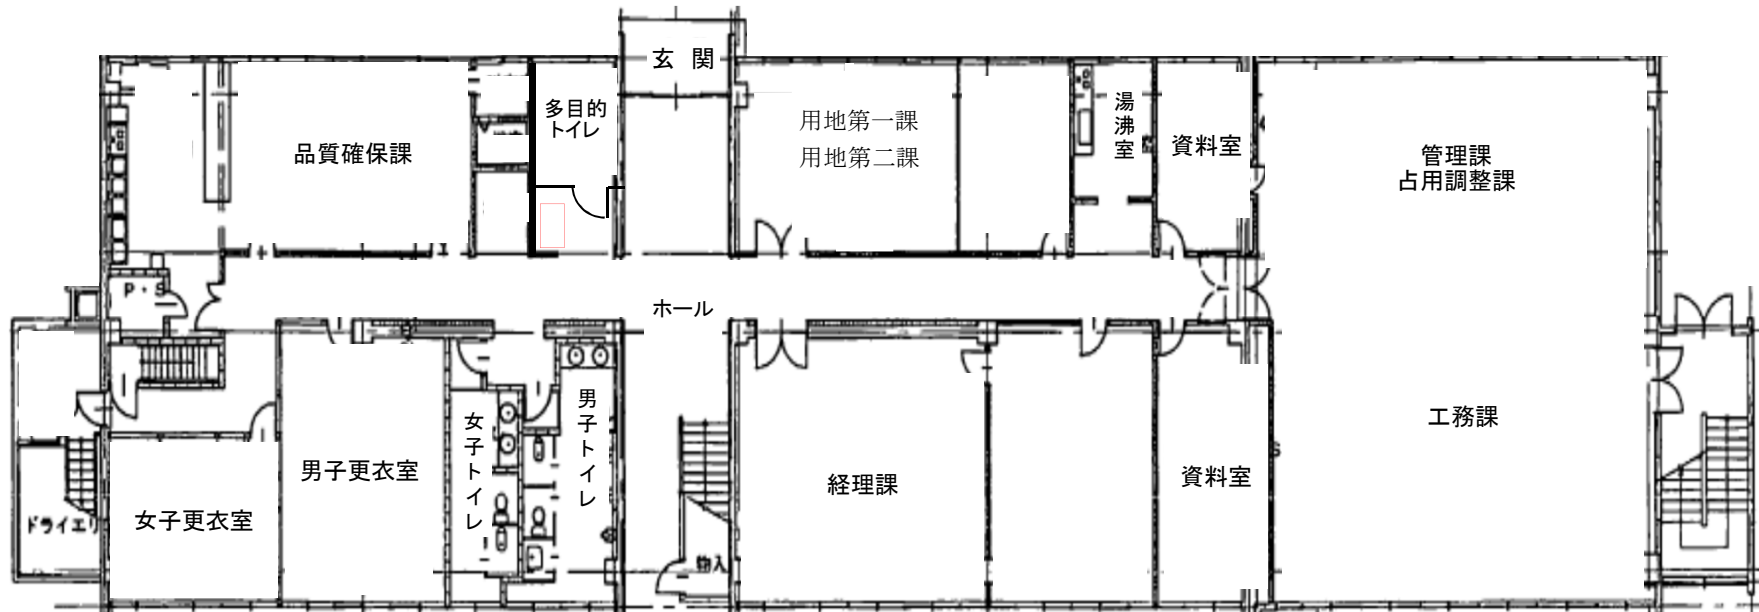 玄関
多目的
トイレ
品質確保課
用地第一課
用地第二課
湯沸室
資料室
管理課
占用調整課
P・S
ホール
男子トイレ
女子トイレ
工務課
男子更衣室
経理課
資料室
女子更衣室
ドライエリ
物入